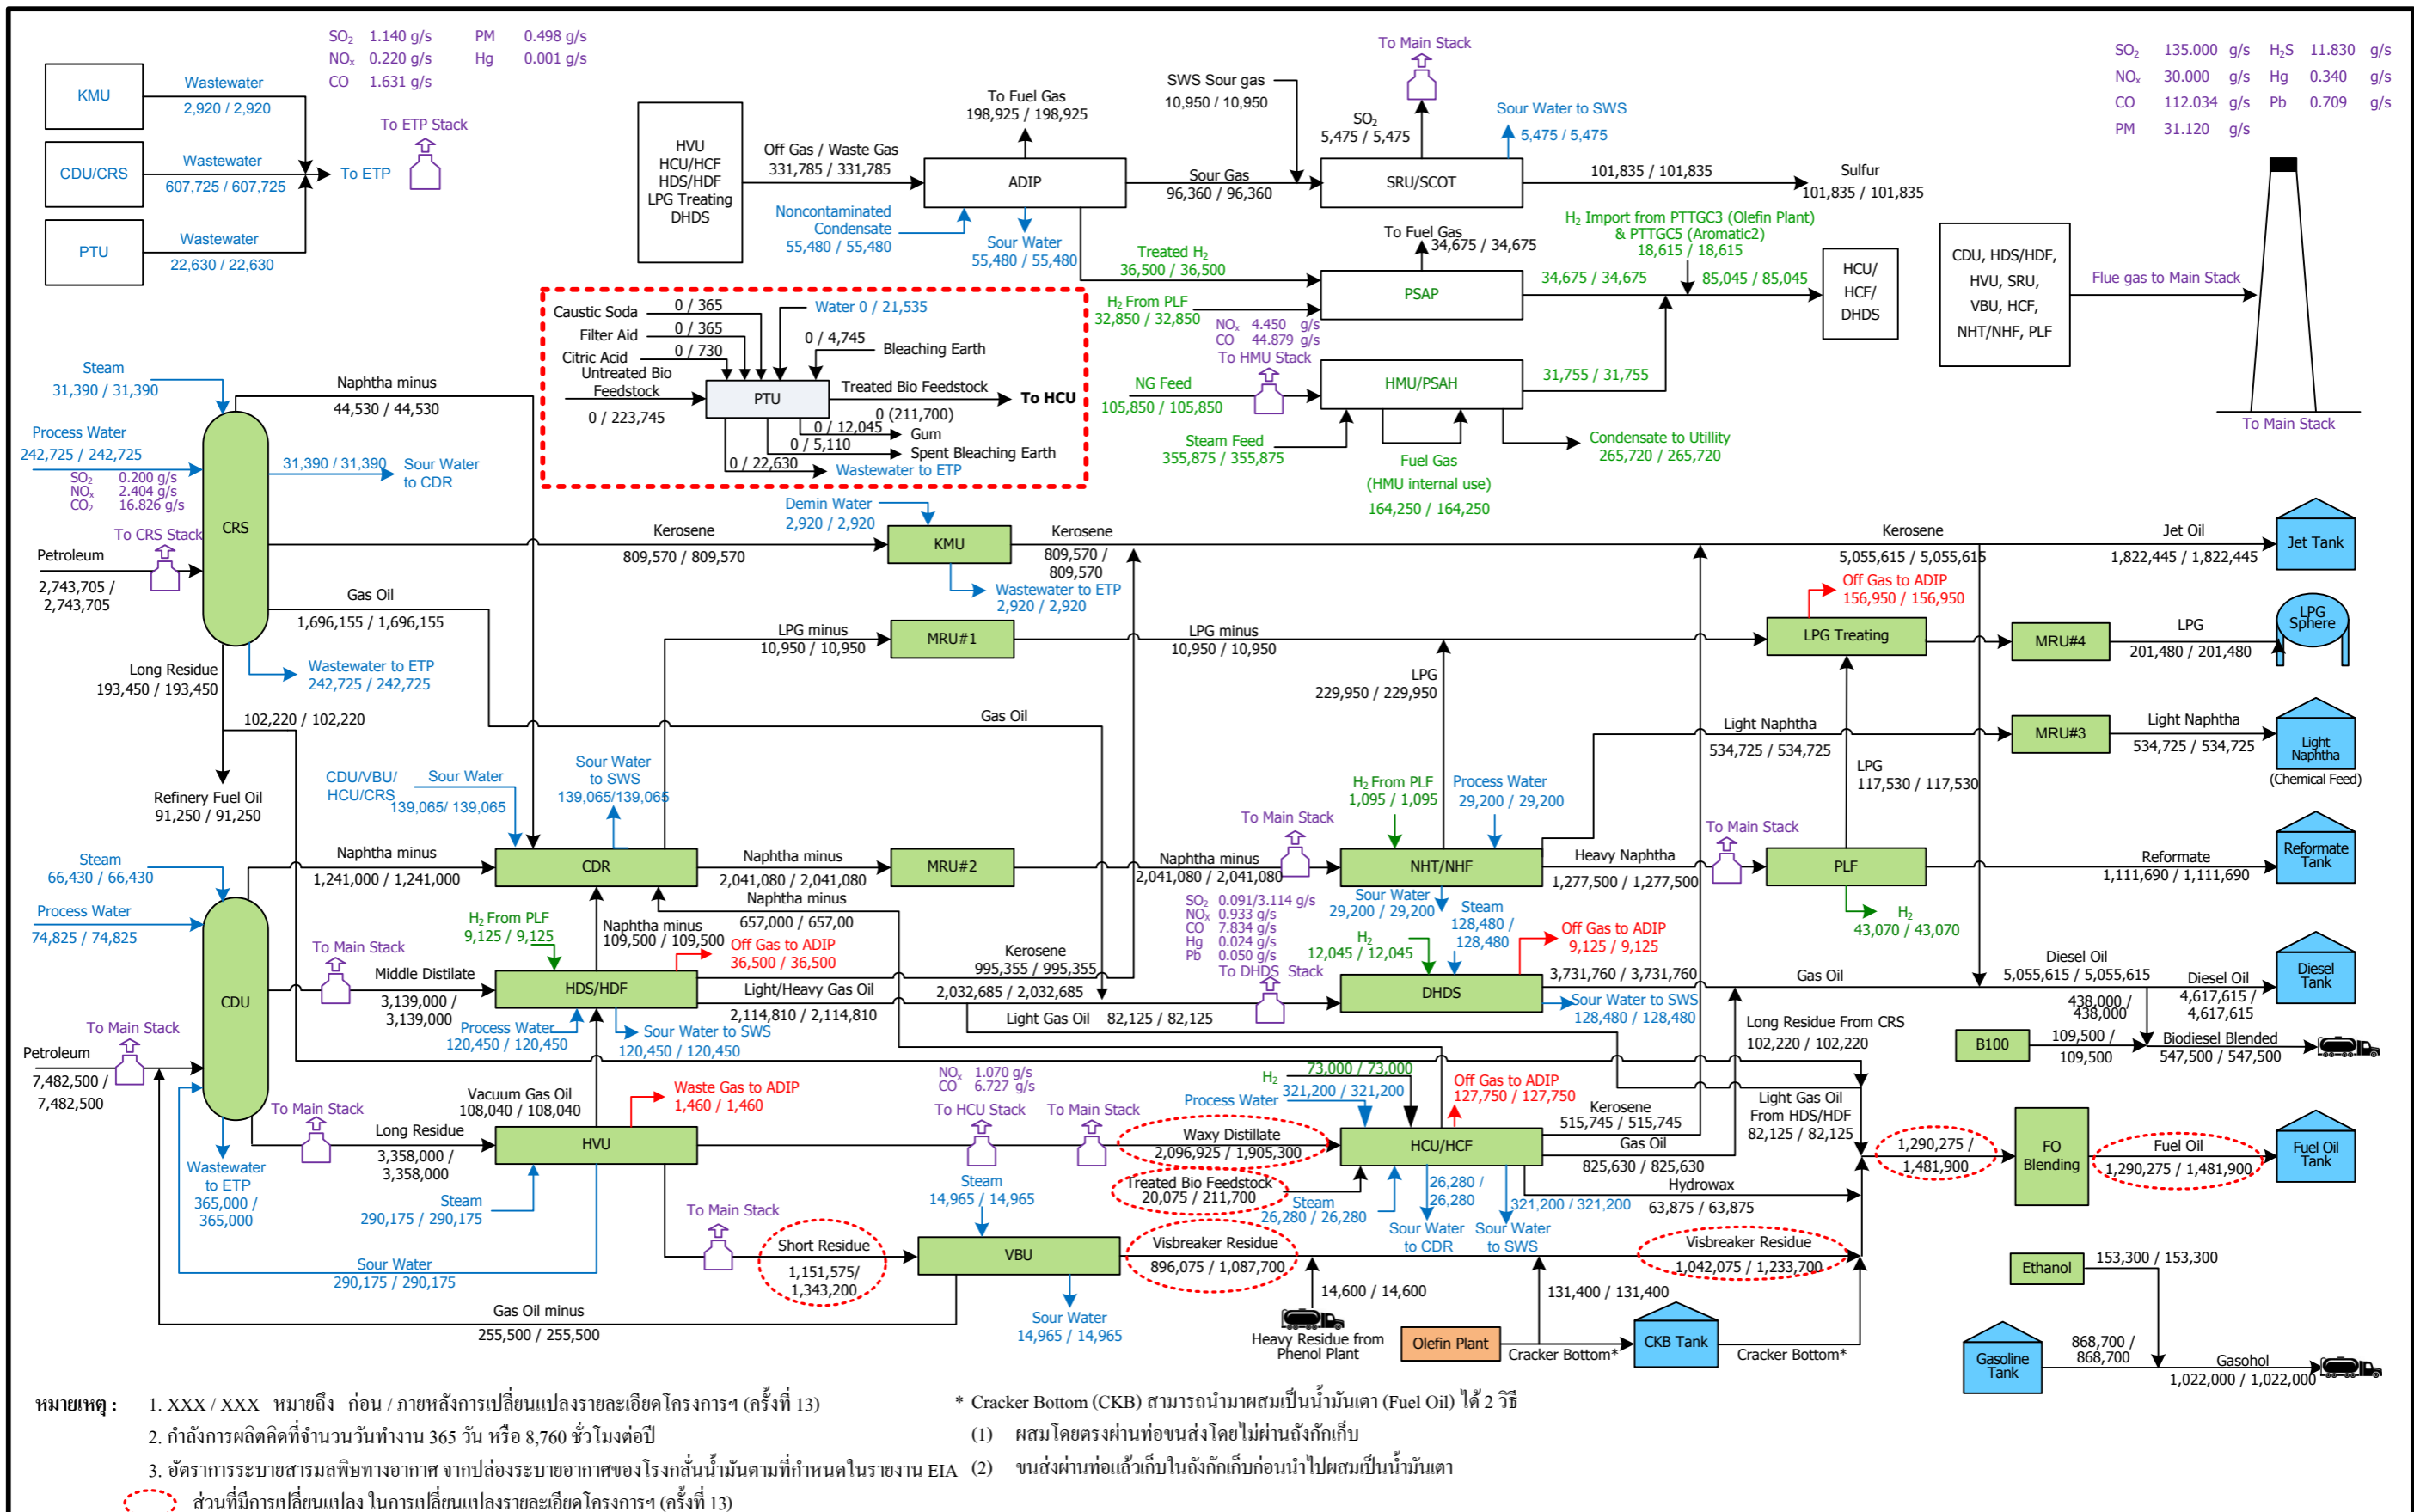 SO₂ 1.140 g/s PM 0.498 g/s
NOₓ 0.220 g/s Hg 0.001 g/s
CO 1.631 g/s
KMU
Wastewater
2,920 / 2,920
CDU/CRS
Wastewater
607,725 / 607,725
PTU
Wastewater
22,630 / 22,630
To ETP
To ETP Stack
HVU
HCU/HCF
HDS/HDF
LPG Treating
DHDS
Off Gas / Waste Gas
331,785 / 331,785
To Fuel Gas
198,925 / 198,925
ADIP
Noncontaminated
Condensate
55,480 / 55,480
Sour Water
55,480 / 55,480
Sour Gas
96,360 / 96,360
SWS Sour gas
10,950 / 10,950
To Main Stack
SO₂
5,475 / 5,475
Sour Water to SWS
5,475 / 5,475
SRU/SCOT
101,835 / 101,835
Sulfur
101,835 / 101,835
SO₂ 135.000 g/s H₂S 11.830 g/s
NOₓ 30.000 g/s Hg 0.340 g/s
CO 112.034 g/s Pb 0.709 g/s
PM 31.120 g/s
Treated H₂
36,500 / 36,500
H₂ From PLF
32,850 / 32,850
To Fuel Gas
34,675 / 34,675
PSAP
34,675 / 34,675
H₂ Import from PTTGC3 (Olefin Plant)
& PTTGC5 (Aromatic2)
18,615 / 18,615
85,045 / 85,045
HCU/
HCF/
DHDS
CDU, HDS/HDF,
HVU, SRU,
VBU, HCF,
NHT/NHF, PLF
Flue gas to Main Stack
To Main Stack
NOₓ 4.450 g/s
CO 44.879 g/s
To HMU Stack
NG Feed
105,850 / 105,850
HMU/PSAH
31,755 / 31,755
Steam Feed
355,875 / 355,875
Fuel Gas
(HMU internal use)
164,250 / 164,250
Condensate to Utillity
265,720 / 265,720
Caustic Soda
0 / 365
Filter Aid
0 / 365
Citric Acid
0 / 730
Water 0 / 21,535
0 / 4,745
Bleaching Earth
Untreated Bio
Feedstock
0 / 223,745
PTU
Treated Bio Feedstock
0 (211,700)
To HCU
0 / 12,045
Gum
0 / 5,110
Spent Bleaching Earth
0 / 22,630
Wastewater to ETP
Steam
31,390 / 31,390
Naphtha minus
44,530 / 44,530
Process Water
242,725 / 242,725
SO₂ 0.200 g/s
NOₓ 2.404 g/s
CO₂ 16.826 g/s
31,390 / 31,390
Sour Water
to CDR
To CRS Stack
Petroleum
2,743,705 /
2,743,705
CRS
Kerosene
809,570 / 809,570
Demin Water
2,920 / 2,920
KMU
Kerosene
809,570 /
809,570
Wastewater to ETP
2,920 / 2,920
Kerosene
5,055,615 / 5,055,615
Jet Oil
1,822,445 / 1,822,445
Jet Tank
Gas Oil
1,696,155 / 1,696,155
Long Residue
193,450 / 193,450
Wastewater to ETP
242,725 / 242,725
102,220 / 102,220
Refinery Fuel Oil
91,250 / 91,250
LPG minus
10,950 / 10,950
MRU#1
LPG minus
10,950 / 10,950
Off Gas to ADIP
156,950 / 156,950
LPG Treating
MRU#4
LPG
201,480 / 201,480
LPG
Sphere
LPG
229,950 / 229,950
Gas Oil
Light Naphtha
534,725 / 534,725
MRU#3
Light Naphtha
534,725 / 534,725
Light
Naphtha
(Chemical Feed)
CDU/VBU/
HCU/CRS
Sour Water
139,065/ 139,065
Sour Water
to SWS
139,065/139,065
LPG
117,530 / 117,530
H₂ From PLF
1,095 / 1,095
Process Water
29,200 / 29,200
Steam
66,430 / 66,430
Naphtha minus
1,241,000 / 1,241,000
CDR
Naphtha minus
2,041,080 / 2,041,080
MRU#2
Naphtha minus
2,041,080 / 2,041,080
To Main Stack
NHT/NHF
Heavy Naphtha
1,277,500 / 1,277,500
To Main Stack
PLF
Reformate
1,111,690 / 1,111,690
Reformate
Tank
H₂
43,070 / 43,070
Process Water
74,825 / 74,825
Naphtha minus
657,000 / 657,00
Naphtha minus
109,500 / 109,500
H₂ From PLF
9,125 / 9,125
Off Gas to ADIP
36,500 / 36,500
SO₂ 0.091/3.114 g/s
NOₓ 0.933 g/s
CO 7.834 g/s
Hg 0.024 g/s
Pb 0.050 g/s
To DHDS Stack
Sour Water
29,200 / 29,200
Steam
128,480 /
128,480
H₂
12,045 / 12,045
Off Gas to ADIP
9,125 / 9,125
To Main Stack
Middle Distilate
3,139,000 /
3,139,000
CDU
HDS/HDF
Kerosene
995,355 / 995,355
Light/Heavy Gas Oil
2,114,810 / 2,114,810
2,032,685 / 2,032,685
Light Gas Oil 82,125 / 82,125
DHDS
3,731,760 / 3,731,760
Gas Oil
Sour Water to SWS
128,480 / 128,480
Diesel Oil
5,055,615 / 5,055,615
Diesel Oil
4,617,615 /
4,617,615
Diesel
Tank
438,000 /
438,000
B100
109,500 /
109,500
Biodiesel Blended
547,500 / 547,500
Process Water
120,450 / 120,450
Sour Water to SWS
120,450 / 120,450
To Main Stack
Petroleum
7,482,500 /
7,482,500
Long Residue From CRS
102,220 / 102,220
Light Gas Oil
From HDS/HDF
82,125 / 82,125
Vacuum Gas Oil
108,040 / 108,040
Waste Gas to ADIP
1,460 / 1,460
NOₓ 1.070 g/s
CO 6.727 g/s
To HCU Stack
To Main Stack
H₂
73,000 / 73,000
Process Water
321,200 / 321,200
Off Gas to ADIP
127,750 / 127,750
Kerosene
515,745 / 515,745
Gas Oil
825,630 / 825,630
To Main Stack
Long Residue
3,358,000 /
3,358,000
HVU
Waxy Distillate
2,096,925 / 1,905,300
HCU/HCF
Treated Bio Feedstock
20,075 / 211,700
Hydrowax
63,875 / 63,875
1,290,275 /
1,481,900
FO
Blending
Fuel Oil
1,290,275 / 1,481,900
Fuel Oil
Tank
Wastewater
to ETP
365,000 /
365,000
Steam
290,175 / 290,175
Steam
26,280 / 26,280
26,280 /
26,280
Sour Water
to CDR
321,200 / 321,200
Sour Water
to SWS
Steam
14,965 / 14,965
To Main Stack
Short Residue
1,151,575/
1,343,200
VBU
Visbreaker Residue
896,075 / 1,087,700
Visbreaker Residue
1,042,075 / 1,233,700
Sour Water
290,175 / 290,175
Gas Oil minus
255,500 / 255,500
Sour Water
14,965 / 14,965
14,600 / 14,600
Heavy Residue from
Phenol Plant
131,400 / 131,400
Olefin Plant
Cracker Bottom*
CKB Tank
Cracker Bottom*
Ethanol
153,300 / 153,300
Gasoline
Tank
868,700 /
868,700
Gasohol
1,022,000 / 1,022,000
หมายเหตุ : 1. XXX / XXX หมายถึง ก่อน / ภายหลังการเปลี่ยนแปลงรายละเอียดโครงการฯ (ครั้งที่ 13)
2. กำลังการผลิตคิดที่จำนวนวันทำงาน 365 วัน หรือ 8,760 ชั่วโมงต่อปี
3. อัตราการระบายสารมลพิษทางอากาศ จากปล่องระบายอากาศของโรงกลั่นน้ำมันตามที่กำหนดในรายงาน EIA
ส่วนที่มีการเปลี่ยนแปลง ในการเปลี่ยนแปลงรายละเอียดโครงการฯ (ครั้งที่ 13)
* Cracker Bottom (CKB) สามารถนำมาผสมเป็นน้ำมันเตา (Fuel Oil) ได้ 2 วิธี
(1) ผสมโดยตรงผ่านท่อขนส่งโดยไม่ผ่านถังกักเก็บ
(2) ขนส่งผ่านท่อแล้วเก็บในถังกักเก็บก่อนนำไปผสมเป็นน้ำมันเตา